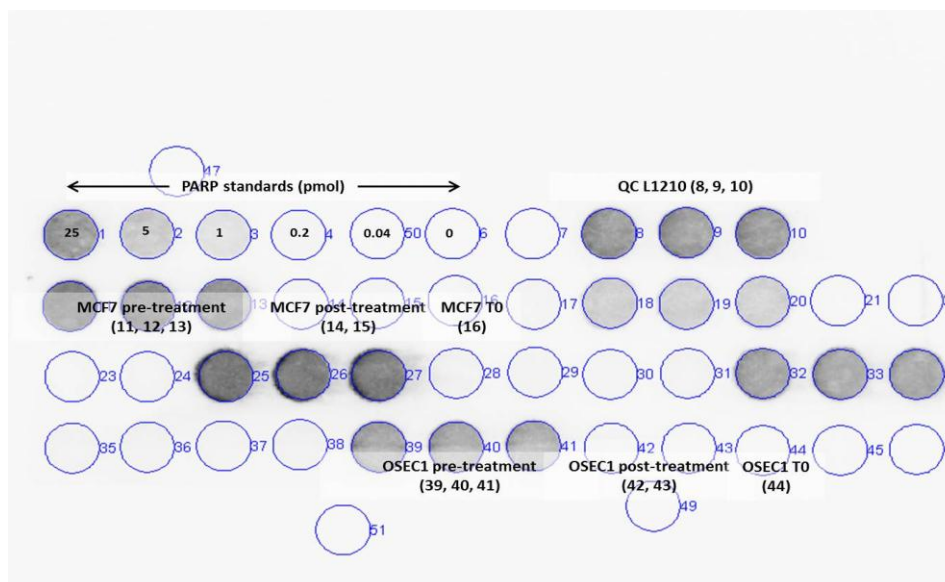 47
PARP standards (pmol)
QC L1210 (8, 9, 10)
25 1 5 2 1 3 0.2 4 0.04 50 0 6 7 8 9 10
13 16 17 18 19 20 21
MCF7 pre-treatment
(11, 12, 13)
MCF7 post-treatment
(14, 15)
MCF7 T0
(16)
23 24 25 26 27 28 29 30 31 32 33
35 36 37 38 39 40 41 42 43 44 45
OSEC1 pre-treatment
(39, 40, 41)
OSEC1 post-treatment
(42, 43)
OSEC1 T0
(44)
49
51